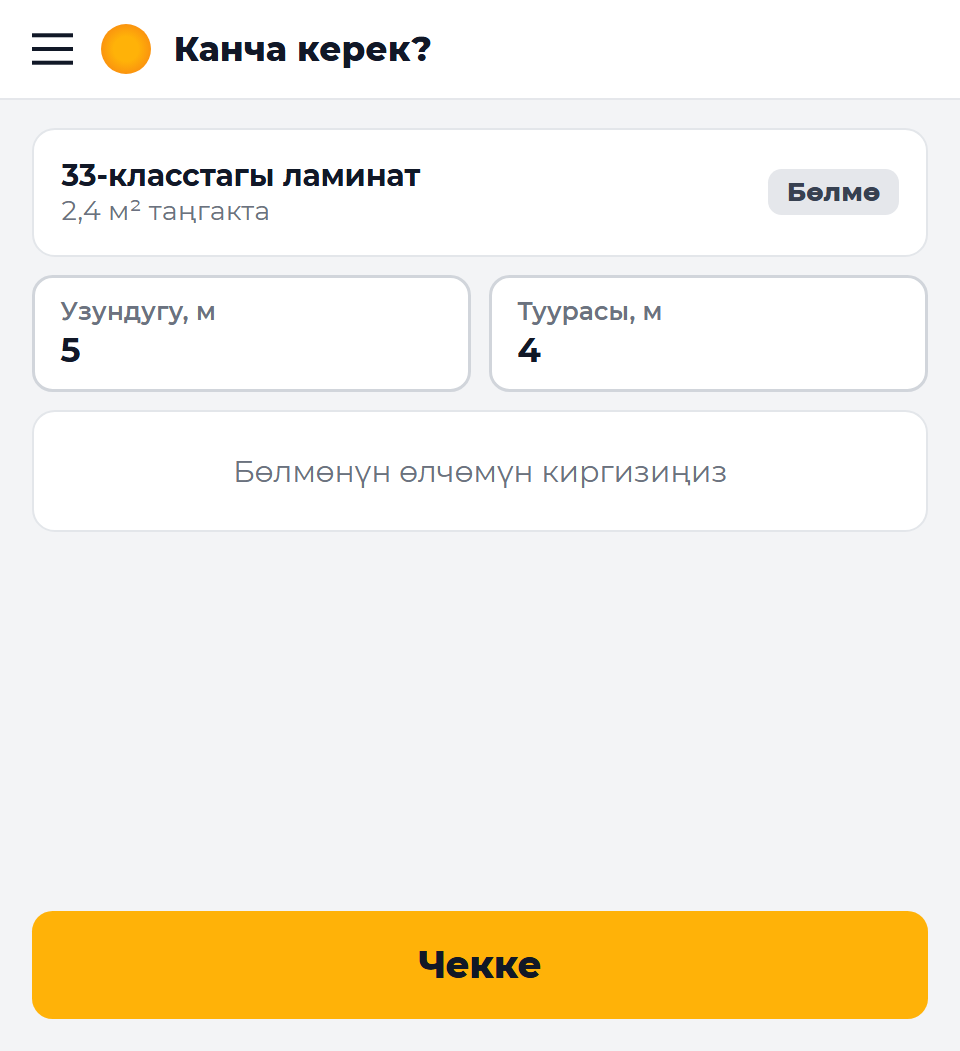 Канча керек?
33-класстагы ламинат
2,4 м² таңгакта
Бөлмө
Узундугу, м
5
Туурасы, м
4
Бөлмөнүн өлчөмүн киргизиңиз
Чекке